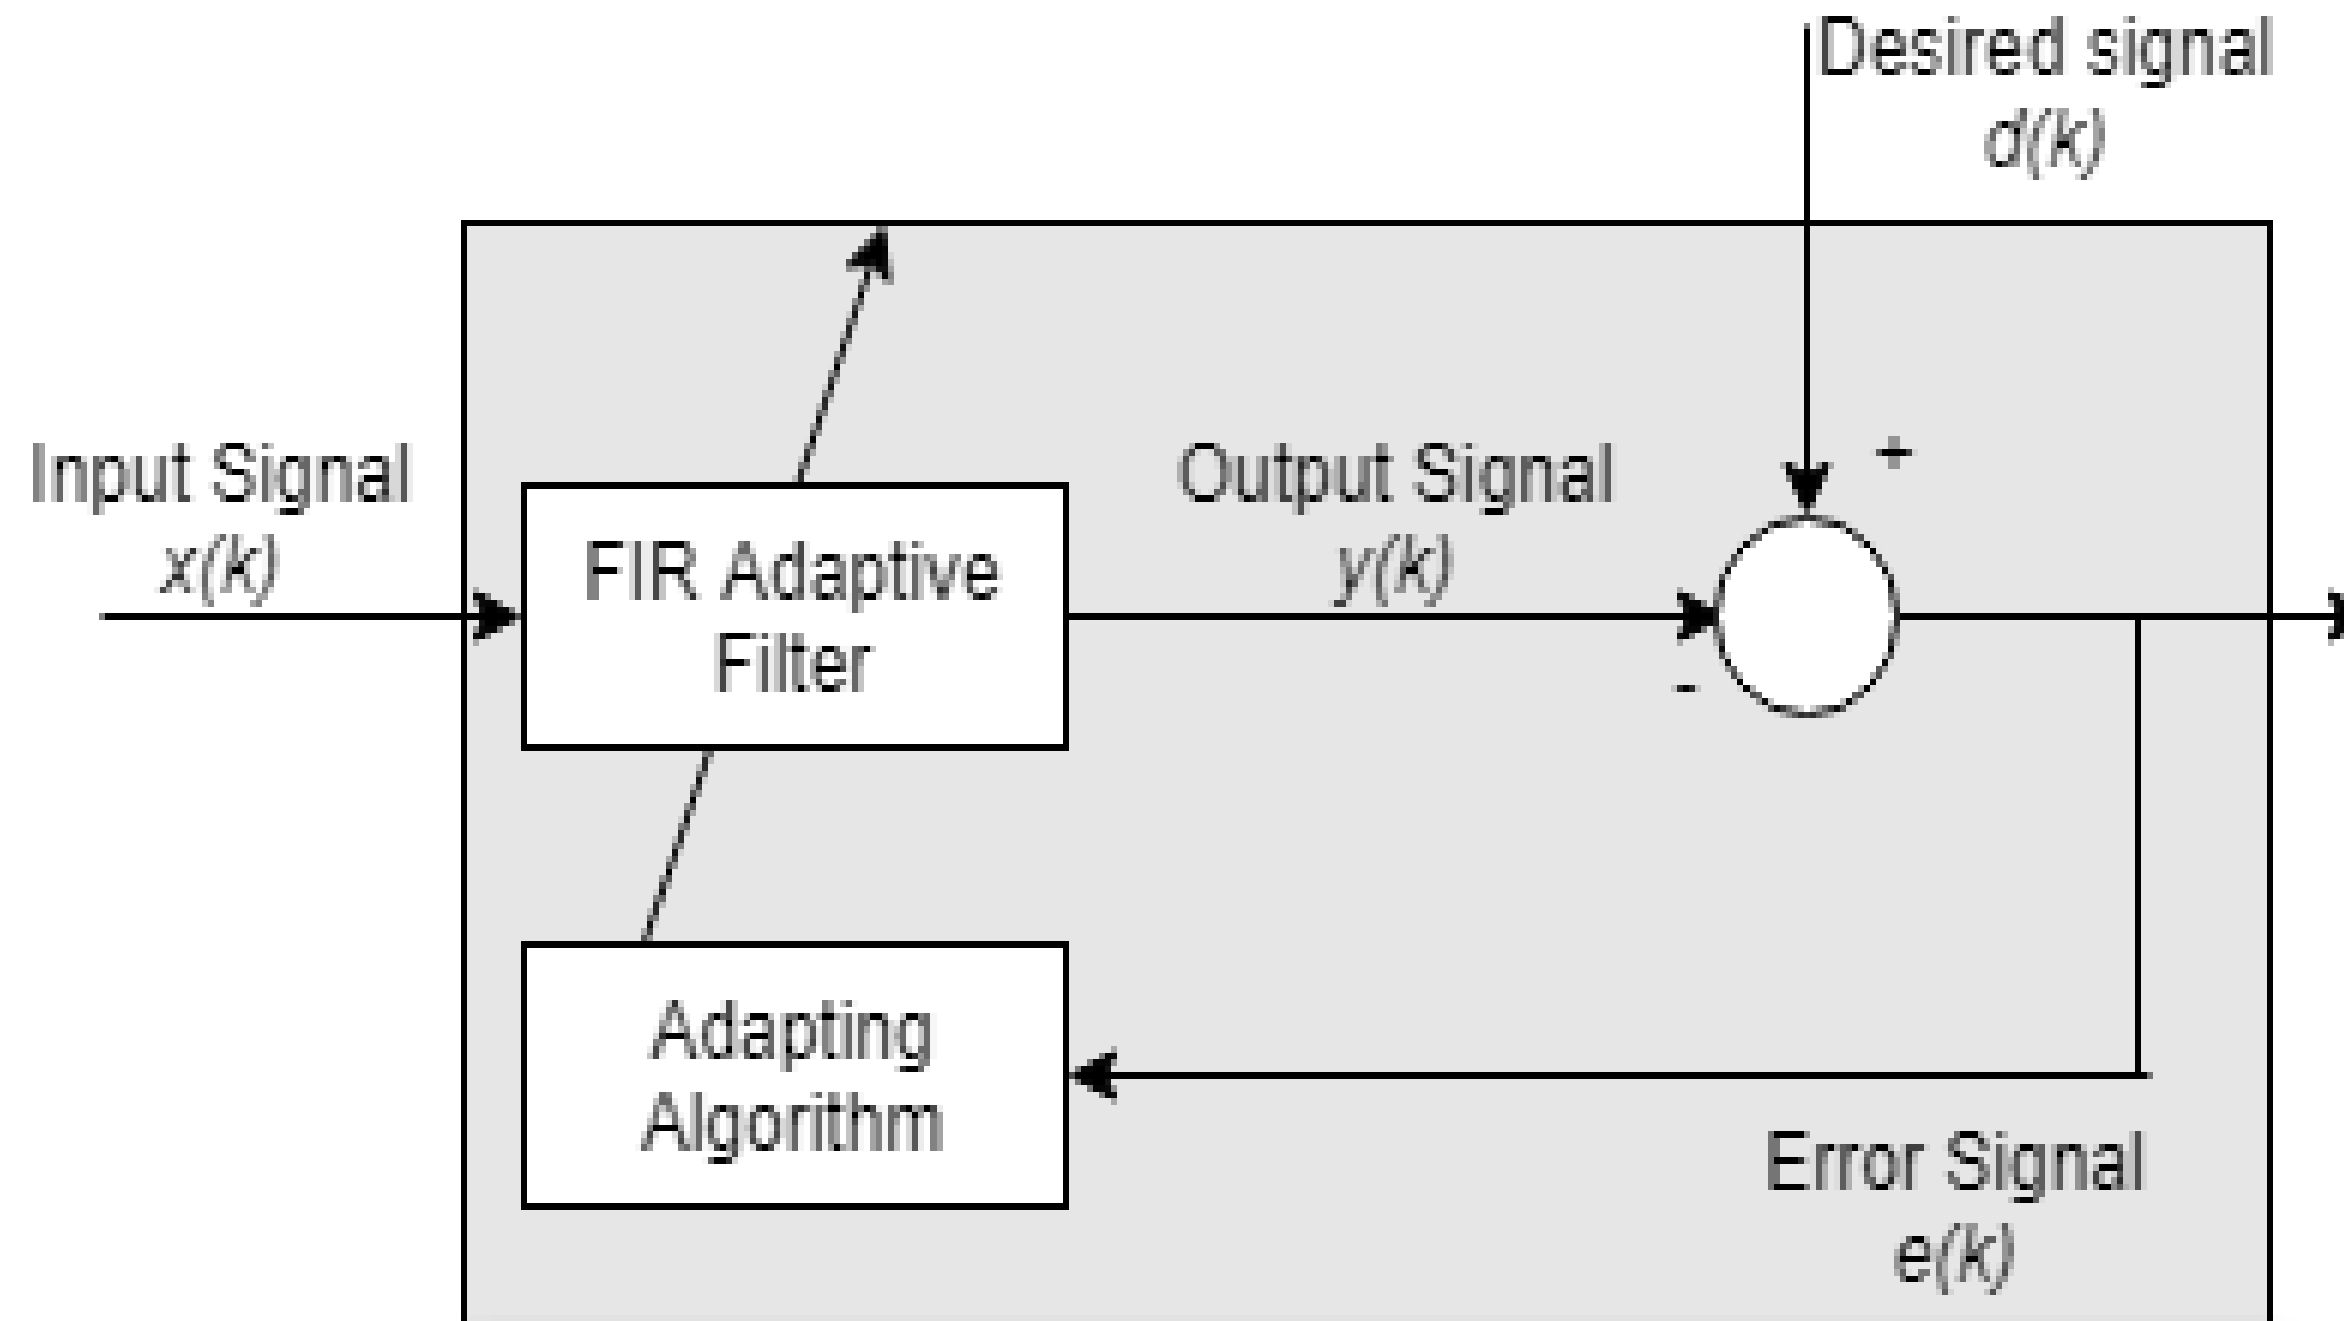 Desired signal
d(k)
Input Signal
x(k)
FIR Adaptive
Filter
Output Signal
y(k)
+
-
Adapting
Algorithm
Error Signal
e(k)